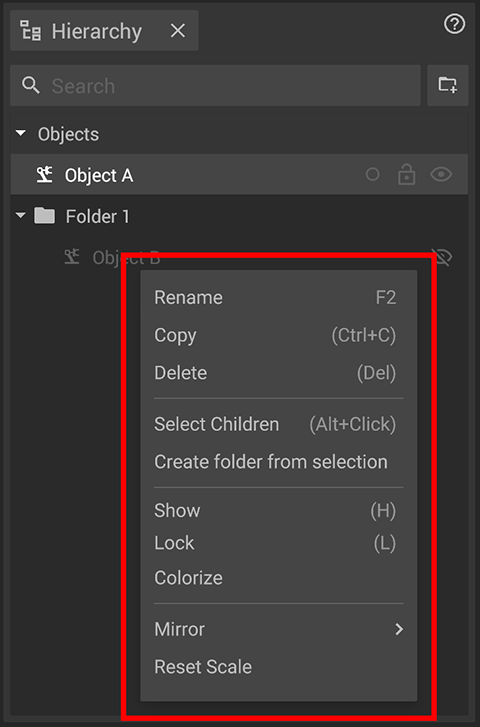 Hierarchy
Search
Objects
Object A
Folder 1
Object B
Rename F2
Copy (Ctrl+C)
Delete (Del)
Select Children (Alt+Click)
Create folder from selection
Show (H)
Lock (L)
Colorize
Mirror
Reset Scale